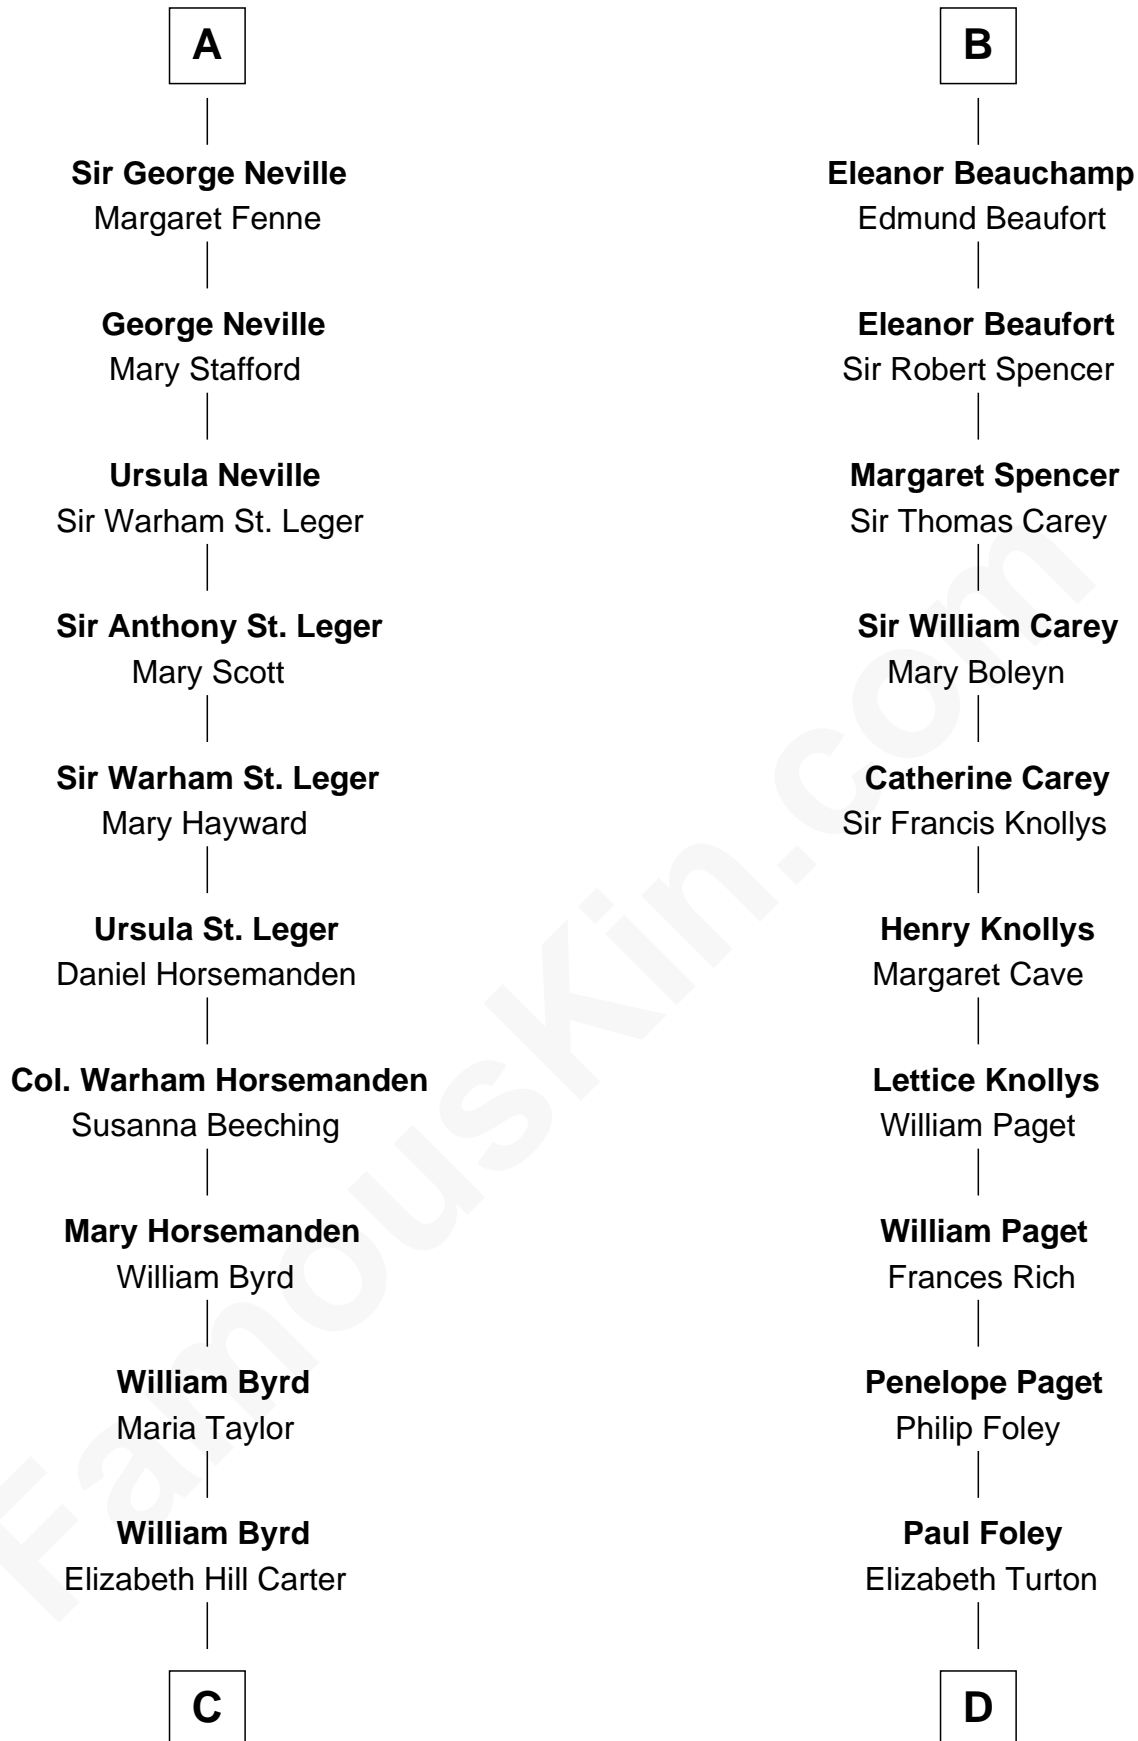 A
Sir George Neville
Margaret Fenne
George Neville
Mary Stafford
Ursula Neville
Sir Warham St. Leger
Sir Anthony St. Leger
Mary Scott
Sir Warham St. Leger
Mary Hayward
Ursula St. Leger
Daniel Horsemanden
Col. Warham Horsemanden
Susanna Beeching
Mary Horsemanden
William Byrd
William Byrd
Maria Taylor
William Byrd
Elizabeth Hill Carter
C
B
Eleanor Beauchamp
Edmund Beaufort
Eleanor Beaufort
Sir Robert Spencer
Margaret Spencer
Sir Thomas Carey
Sir William Carey
Mary Boleyn
Catherine Carey
Sir Francis Knollys
Henry Knollys
Margaret Cave
Lettice Knollys
William Paget
William Paget
Frances Rich
Penelope Paget
Philip Foley
Paul Foley
Elizabeth Turton
D
FamousKin.com